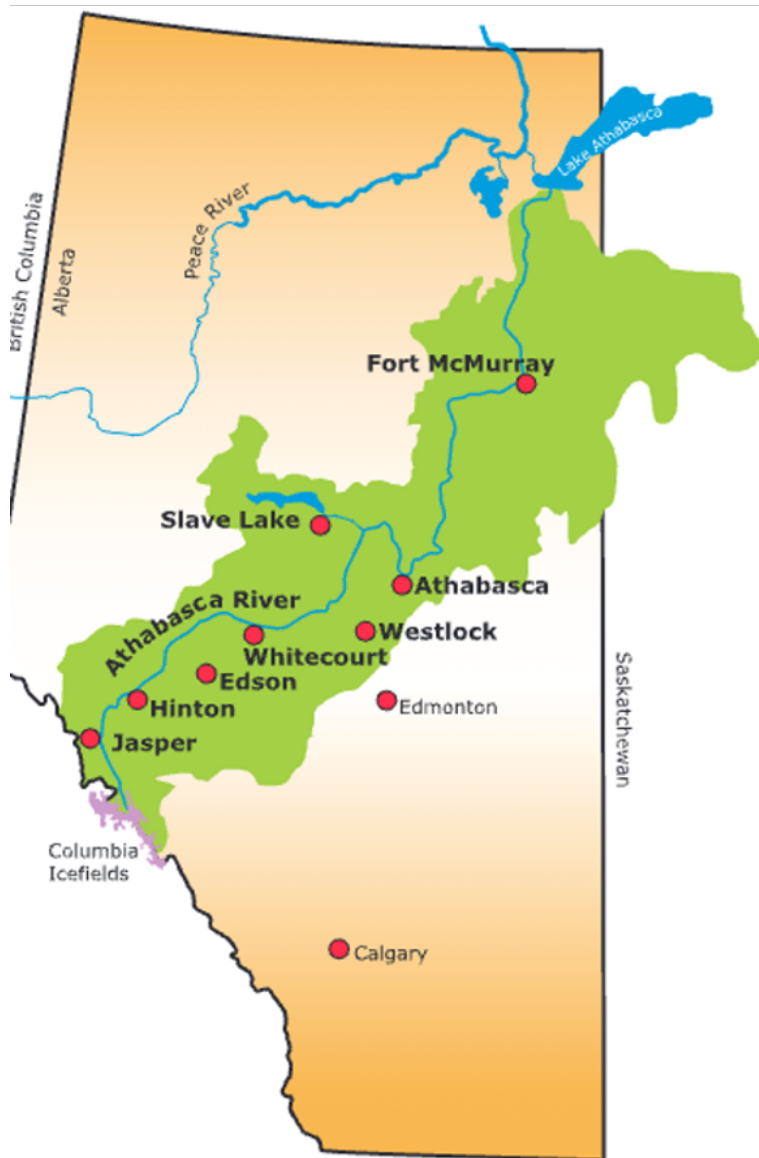 Lake Athabasca
Peace River
British Columbia
Alberta
Fort McMurray
Slave Lake
Athabasca
Athabasca River
Westlock
Whitecourt
Edson
Saskatchewan
Hinton
Edmonton
Jasper
Columbia
Icefields
Calgary